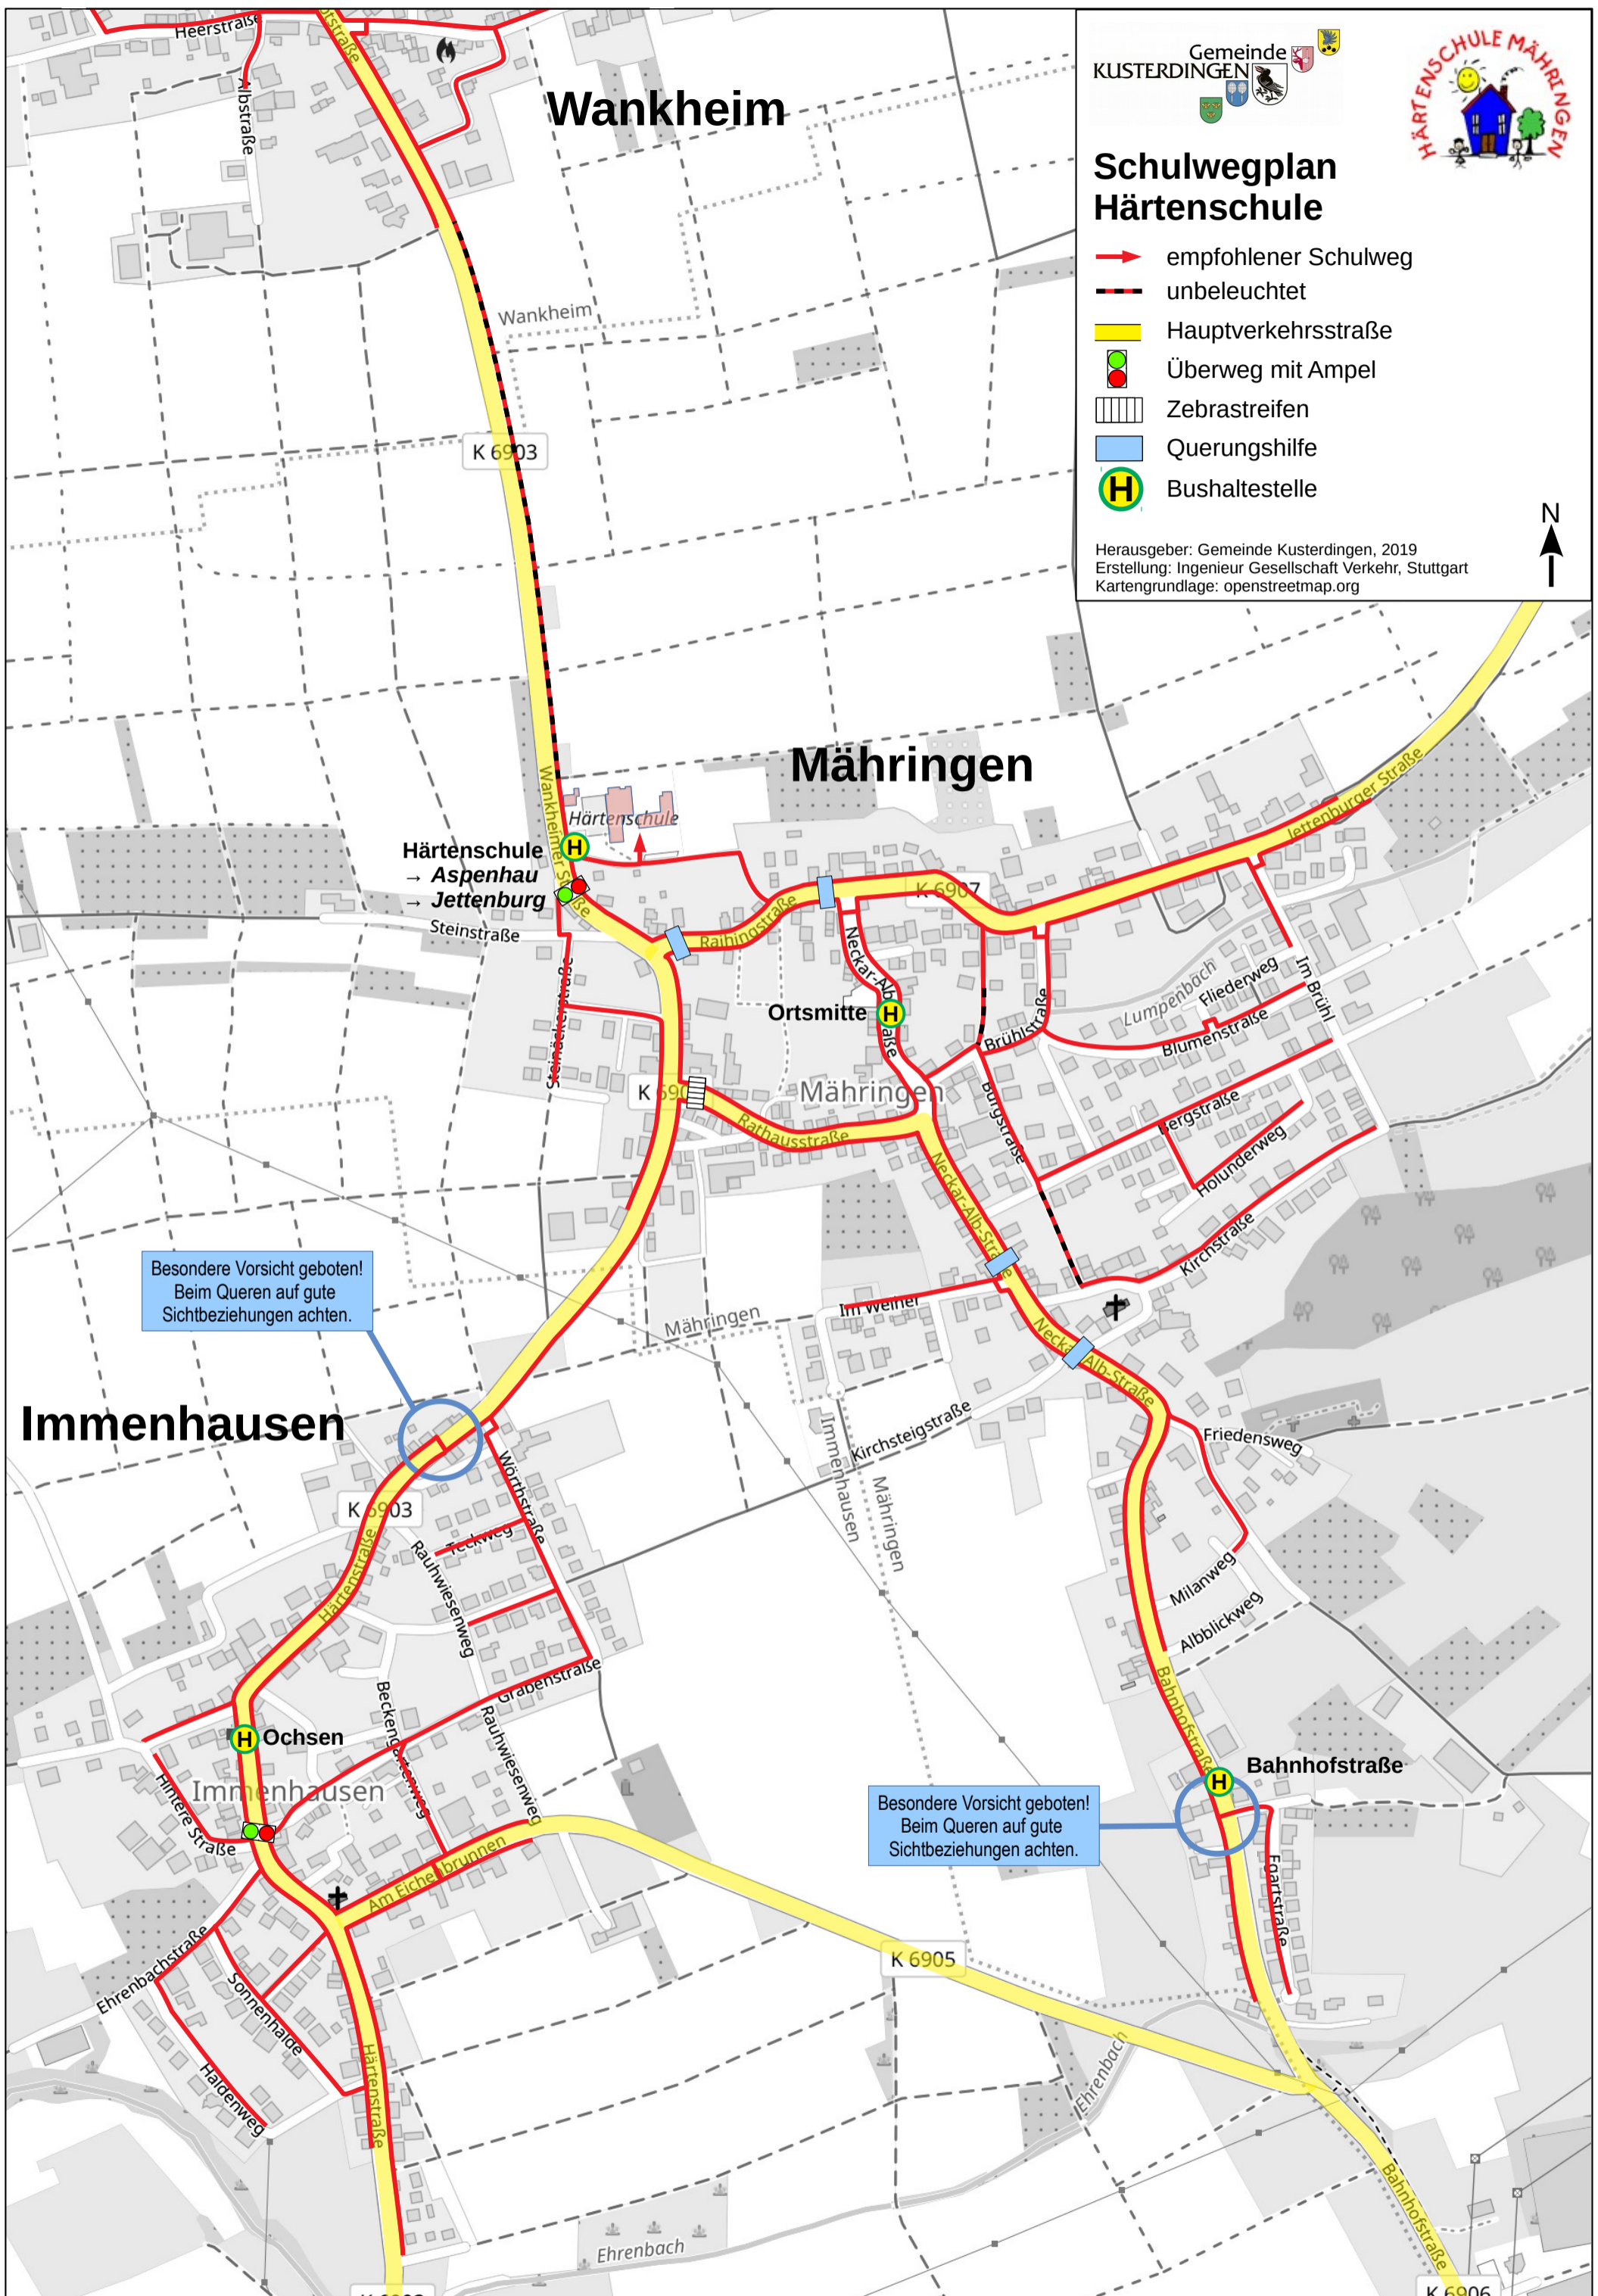 Heerstraße
Albstraße
Wankheim
Gemeinde
KUSTERDINGEN
HÄRTENSCHULE MÄHRINGEN
Schulwegplan
Härtenschule
empfohlener Schulweg
unbeleuchtet
Hauptverkehrsstraße
Überweg mit Ampel
Zebrastreifen
Querungshilfe
H
Bushaltestelle
N
Herausgeber: Gemeinde Kusterdingen, 2019
Erstellung: Ingenieur Gesellschaft Verkehr, Stuttgart
Kartengrundlage: openstreetmap.org
Wankheim
K 6903
Mähringen
Wankheimer Straße
Härtenschule
H
Härtenschule
→ Aspenhau
→ Jettenburg
Jettenburger Straße
K 6907
Steinstraße
Raihingstraße
Neckar-Alb-Straße
Ortsmitte
H
Steinäckerstraße
Brühlstraße
Lumpenbach
Fliederweg
Im Brühl
Blumenstraße
Mähringen
Rathausstraße
Burgstraße
Bergstraße
Holunderweg
Neckar-Alb-Straße
Kirchstraße
Besondere Vorsicht geboten!
Beim Queren auf gute
Sichtbeziehungen achten.
Im Weiher
Mähringen
Neckar-Alb-Straße
Immenhausen
Kirchsteigstraße
Friedensweg
Immenhausen
Mähringen
Wörthstraße
K 6903
Teckweg
Rauhwiesenweg
Härtenstraße
Milanweg
Albblickweg
Grabenstraße
Beckengartenweg
Rauhwiesenweg
Bahnhofstraße
H
Ochsen
Immenhausen
Hintere Straße
H
Bahnhofstraße
Besondere Vorsicht geboten!
Beim Queren auf gute
Sichtbeziehungen achten.
Egartstraße
Am Eichenbrunnen
Ehrenbachstraße
Sonnenhalde
Haldenweg
Härtenstraße
K 6905
Ehrenbach
Bahnhofstraße
Ehrenbach
K 6906